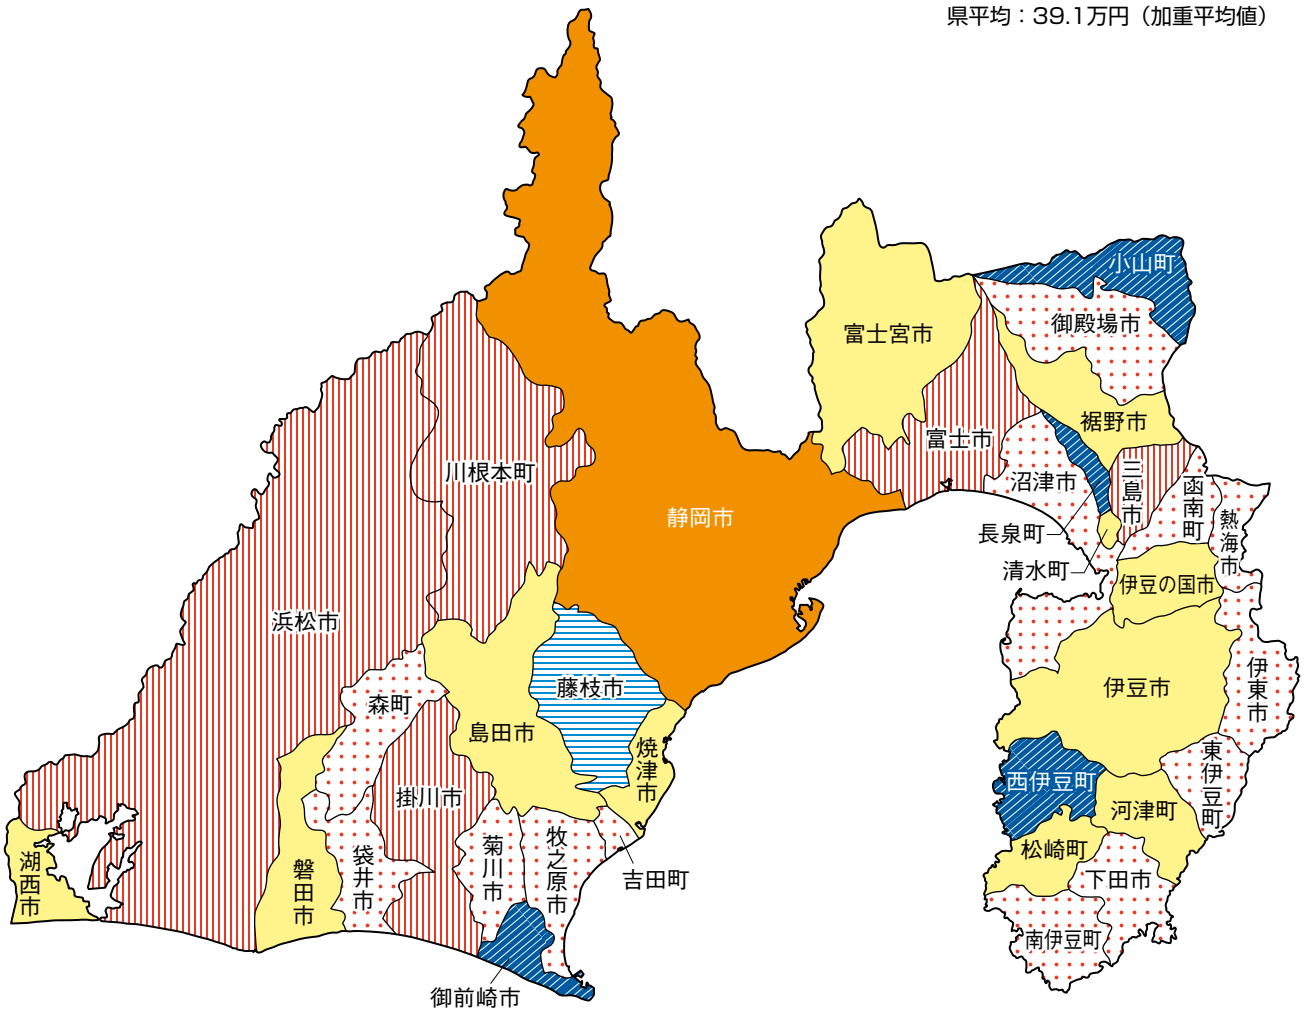 県平均：39.1万円（加重平均値）
小山町
御殿場市
富士宮市
裾野市
富士市
三島市
函南町
沼津市
熱海市
川根本町
静岡市
長泉町
清水町
伊豆の国市
浜松市
伊豆市
伊東市
藤枝市
森町
島田市
焼津市
東伊豆町
西伊豆町
掛川市
河津町
湖西市
磐田市
袋井市
菊川市
牧之原市
松崎町
吉田町
下田市
南伊豆町
御前崎市